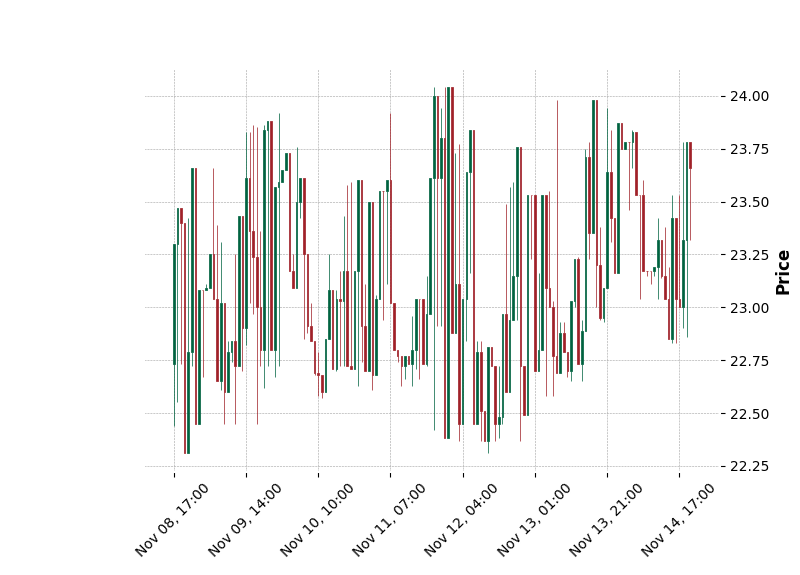 24.00
23.75
23.50
23.25
23.00
22.75
22.50
22.25
Price
Nov 08, 17:00
Nov 09, 14:00
Nov 10, 10:00
Nov 11, 07:00
Nov 12, 04:00
Nov 13, 01:00
Nov 13, 21:00
Nov 14, 17:00